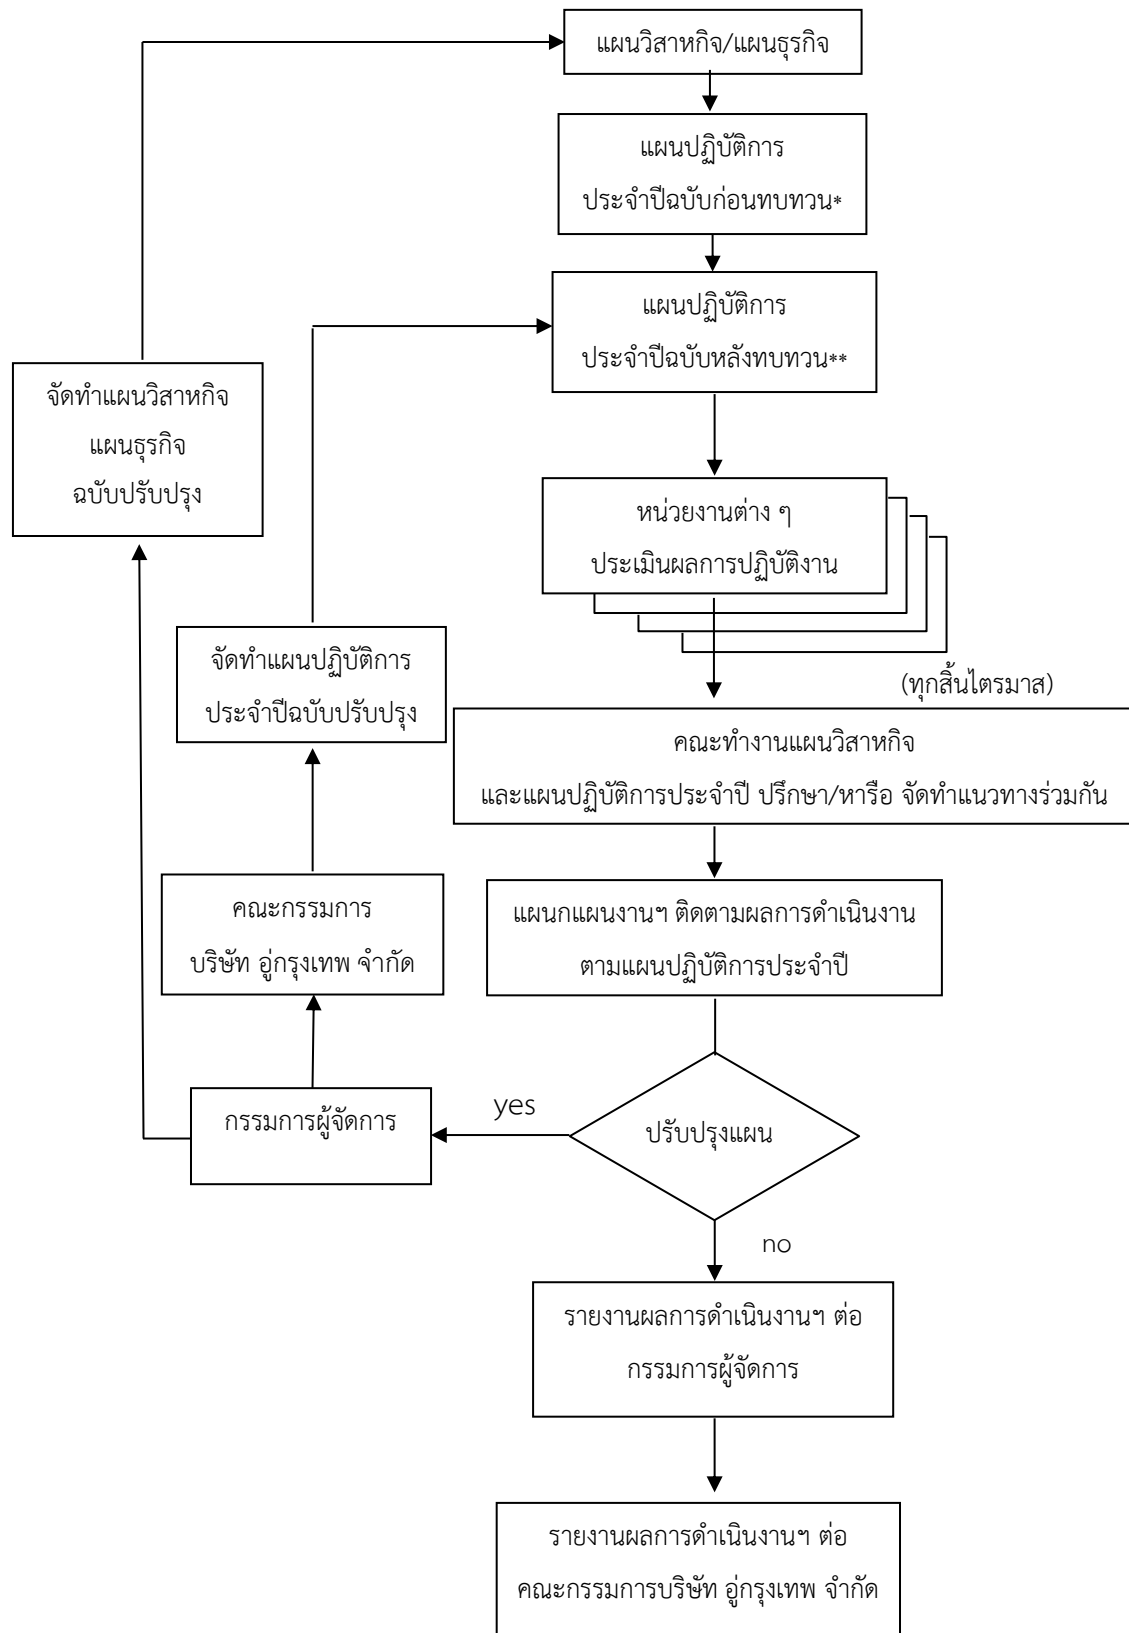 แผนวิสาหกิจ/แผนธุรกิจ
แผนปฏิบัติการ
ประจำปีฉบับก่อนทบทวน*
แผนปฏิบัติการ
ประจำปีฉบับหลังทบทวน**
จัดทำแผนวิสาหกิจ
แผนธุรกิจ
ฉบับปรับปรุง
หน่วยงานต่าง ๆ
ประเมินผลการปฏิบัติงาน
(ทุกสิ้นไตรมาส)
จัดทำแผนปฏิบัติการ
ประจำปีฉบับปรับปรุง
คณะทำงานแผนวิสาหกิจ
และแผนปฏิบัติการประจำปี ปรึกษา/หารือ จัดทำแนวทางร่วมกัน
คณะกรรมการ
บริษัท อู่กรุงเทพ จำกัด
แผนกแผนงานฯ ติดตามผลการดำเนินงาน
ตามแผนปฏิบัติการประจำปี
กรรมการผู้จัดการ
yes
ปรับปรุงแผน
no
รายงานผลการดำเนินงานฯ ต่อ
กรรมการผู้จัดการ
รายงานผลการดำเนินงานฯ ต่อ
คณะกรรมการบริษัท อู่กรุงเทพ จำกัด